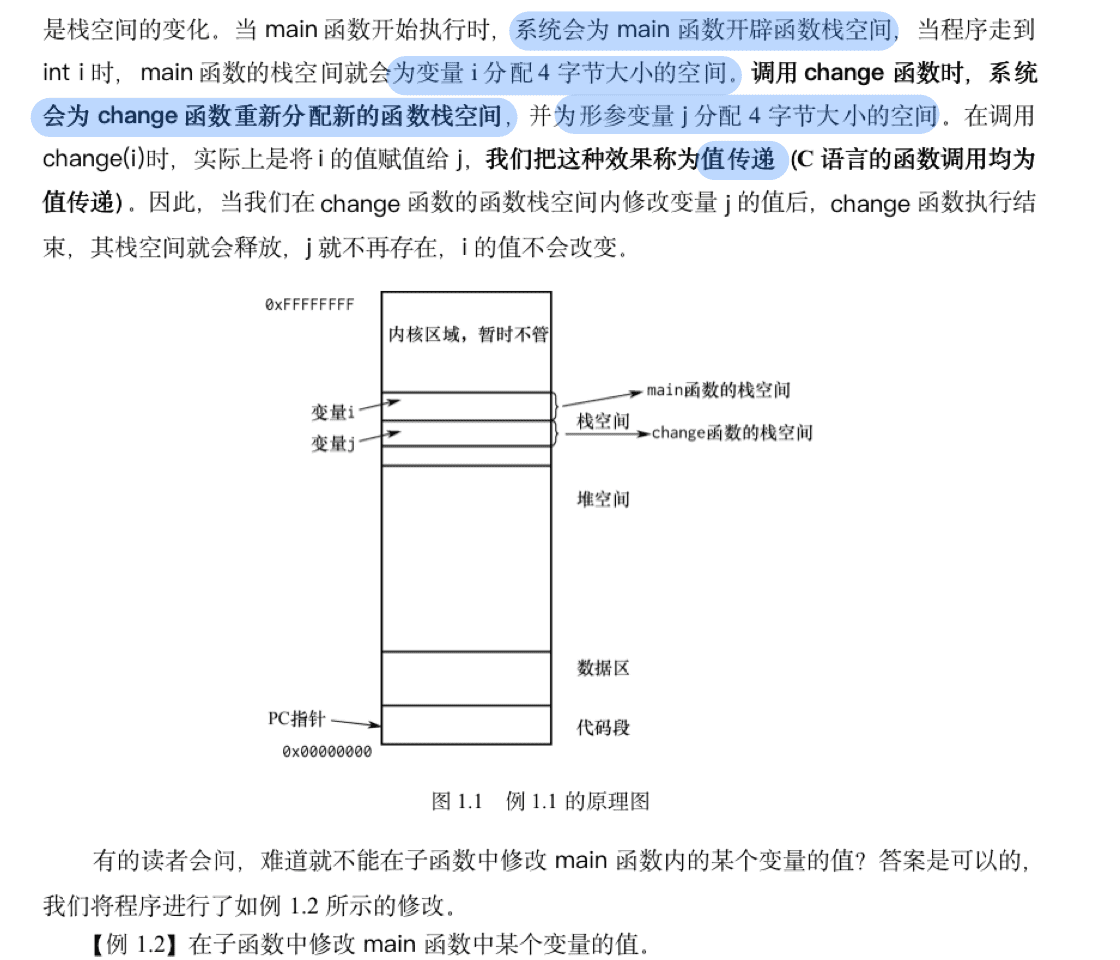 是栈空间的变化。当 main 函数开始执行时，系统会为 main 函数开辟函数栈空间，当程序走到
int i 时，main 函数的栈空间就会为变量 i 分配 4 字节大小的空间。调用 change 函数时，系统
会为 change 函数重新分配新的函数栈空间，并为形参变量 j 分配 4 字节大小的空间。在调用
change(i)时，实际上是将 i 的值赋值给 j，我们把这种效果称为值传递 (C 语言的函数调用均为
值传递)。因此，当我们在 change 函数的函数栈空间内修改变量 j 的值后，change 函数执行结
束，其栈空间就会释放，j 就不再存在，i 的值不会改变。
0xFFFFFFFF
内核区域，暂时不管
main函数的栈空间
变量i
栈空间
change函数的栈空间
变量j
堆空间
数据区
PC指针
代码段
0x00000000
图 1.1 例 1.1 的原理图
有的读者会问，难道就不能在子函数中修改 main 函数内的某个变量的值？答案是可以的，
我们将程序进行了如例 1.2 所示的修改。
【例 1.2】在子函数中修改 main 函数中某个变量的值。